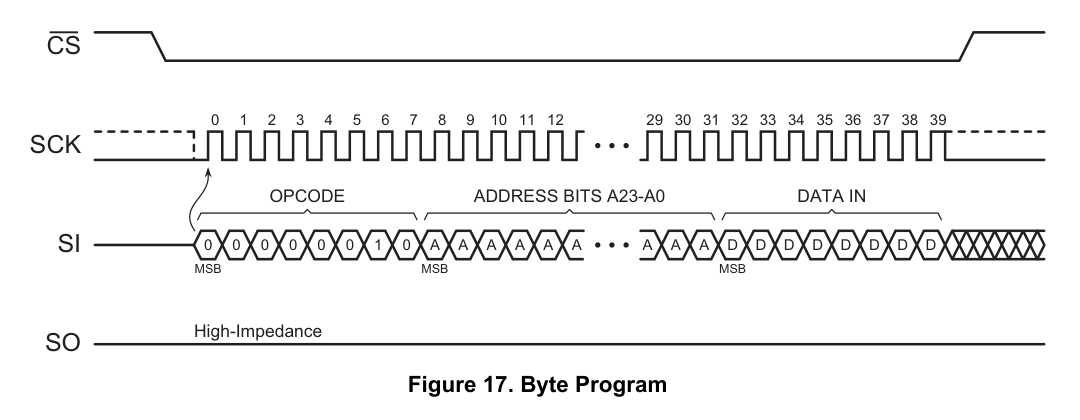 CS
SCK
0 1 2 3 4 5 6 7 8 9 10 11 12 ••• 29 30 31 32 33 34 35 36 37 38 39
OPCODE ADDRESS BITS A23-A0 DATA IN
SI
0 0 0 0 0 0 1 0 A A A A A A ••• A A A D D D D D D D D
MSB MSB MSB
High-Impedance
SO
Figure 17. Byte Program